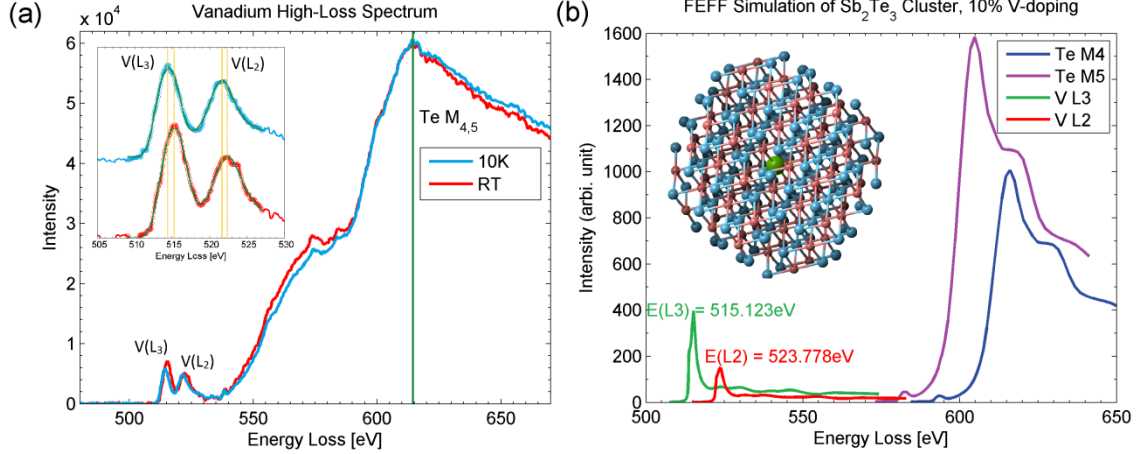 (a)
Vanadium High-Loss Spectrum
x 10⁴
6
5
4
3
2
1
0
Intensity
500
550
600
650
Energy Loss [eV]
V(L₃)
V(L₂)
Te M₄,₅
10K
RT
V(L₃)
V(L₂)
505
510
515
520
525
530
Energy Loss [eV]
Intensity
(b)
FEFF Simulation of Sb₂Te₃ Cluster, 10% V-doping
1600
1400
1200
1000
800
600
400
200
0
Intensity (arbi. unit)
500
550
600
650
Energy Loss [eV]
Te M4
Te M5
V L3
V L2
E(L3) = 515.123eV
E(L2) = 523.778eV